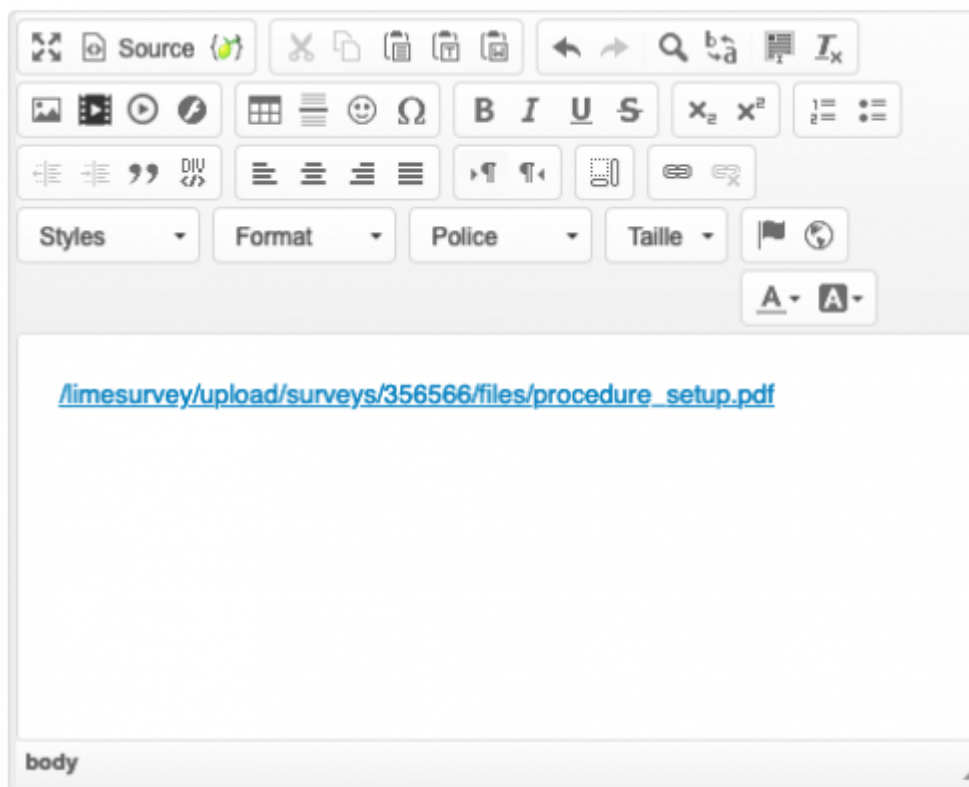 Source
Styles Format Police Taille
/limesurvey/upload/surveys/356566/files/procedure_setup.pdf
body